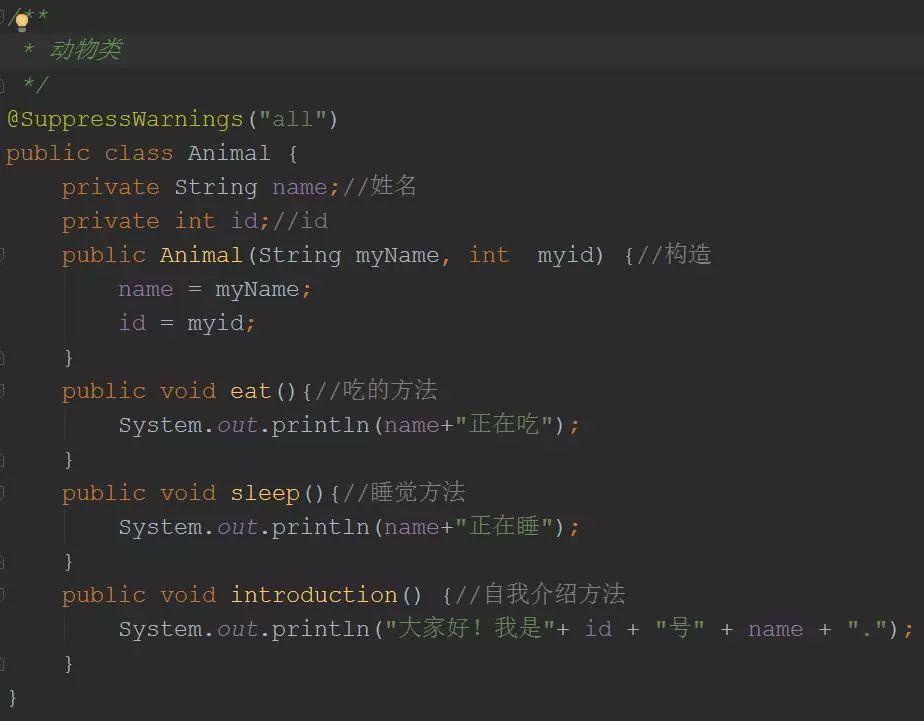 /**
 * 动物类
 */
@SuppressWarnings("all")
public class Animal {
    private String name;//姓名
    private int id;//id
    public Animal(String myName, int  myid) {//构造
        name = myName;
        id = myid;
    }
    public void eat(){//吃的方法
        System.out.println(name+"正在吃");
    }
    public void sleep(){//睡觉方法
        System.out.println(name+"正在睡");
    }
    public void introduction() {//自我介绍方法
        System.out.println("大家好！我是"+ id + "号" + name + ".");
    }
}